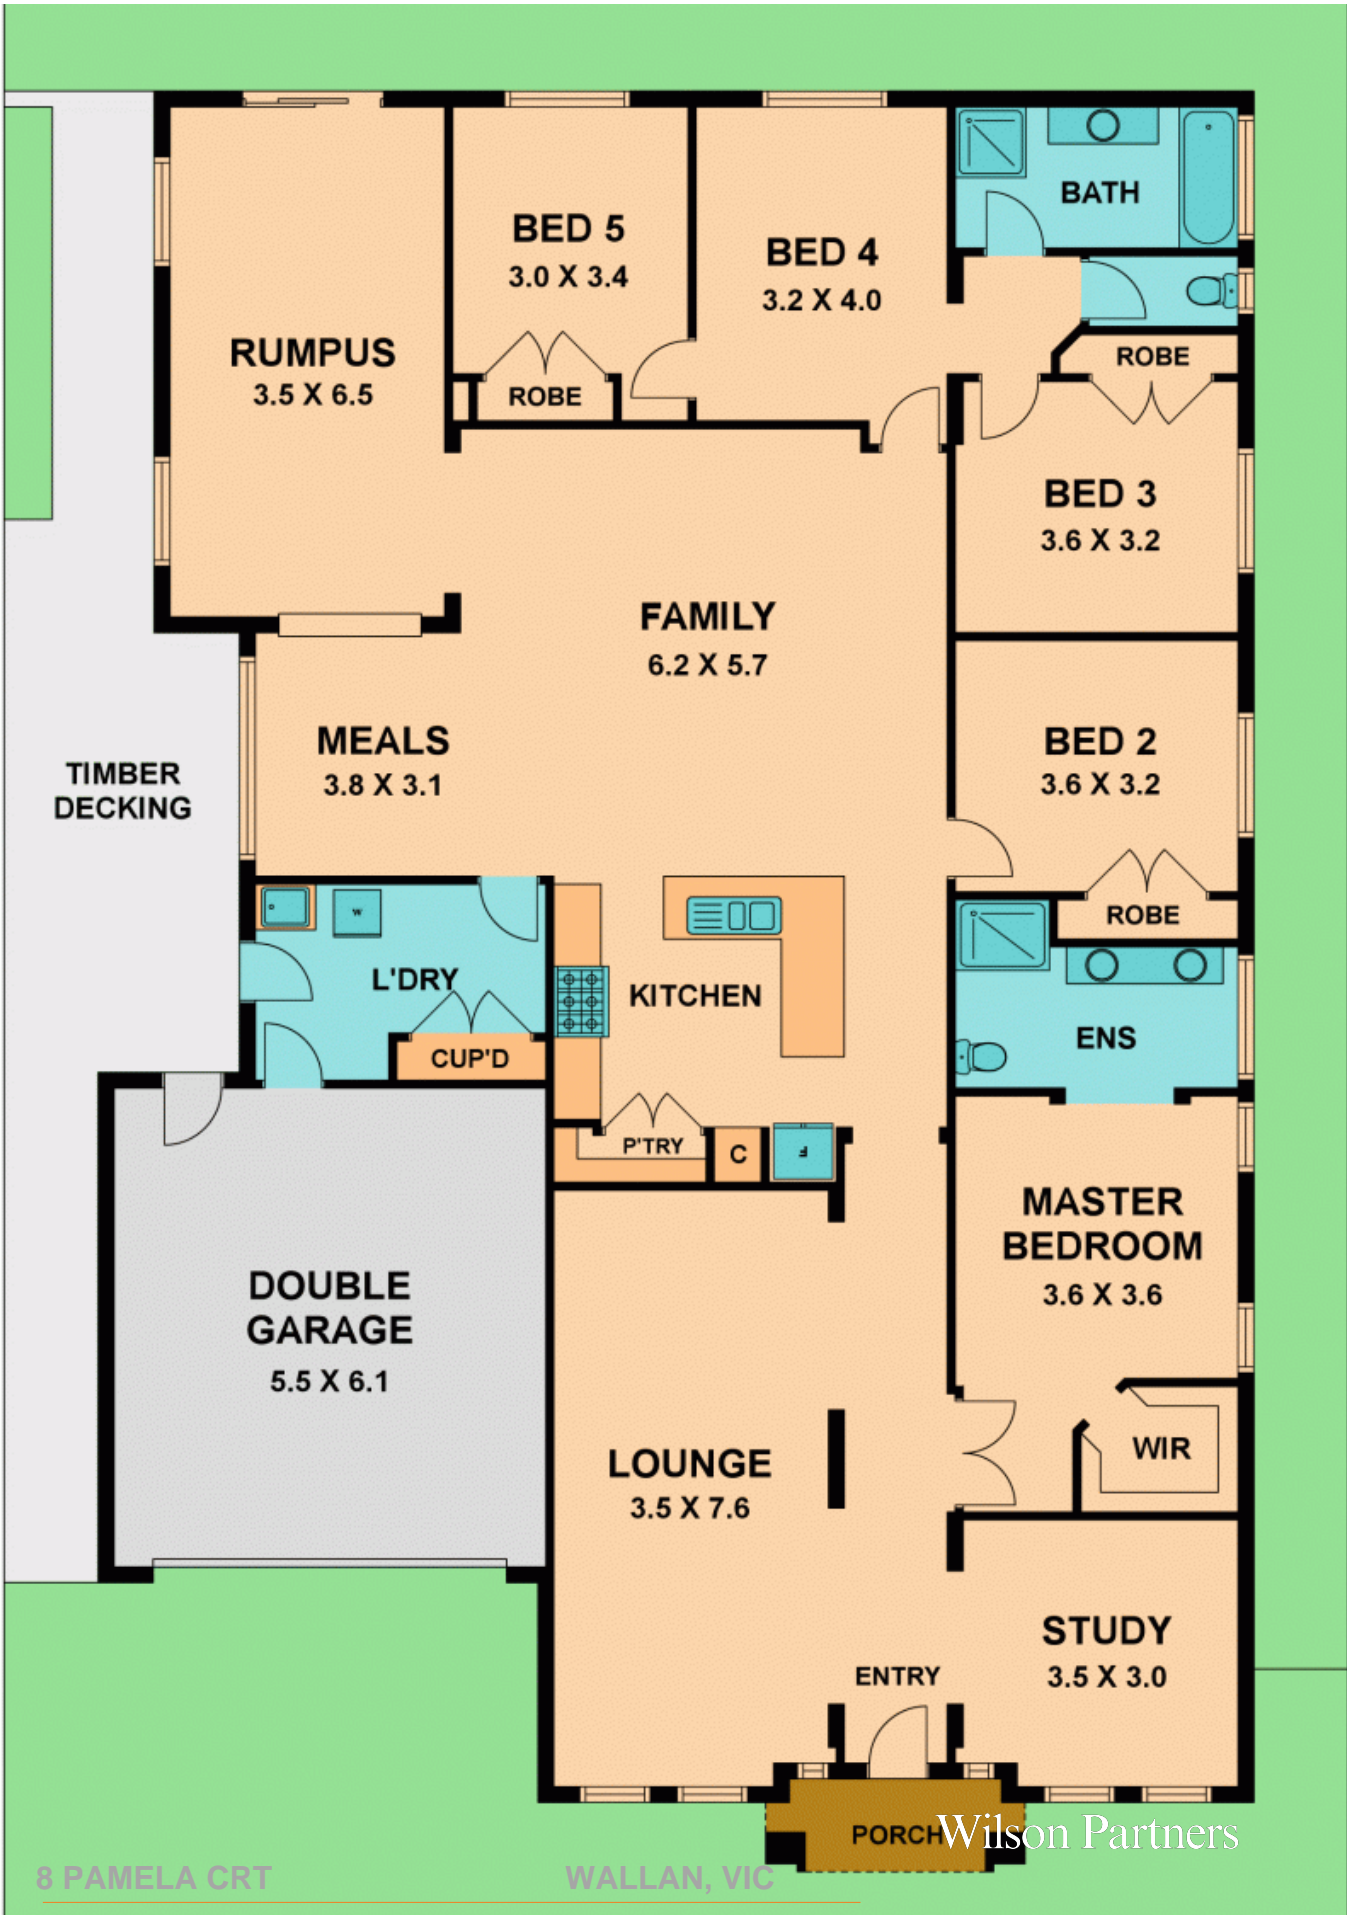 BATH
BED 5
3.0 X 3.4
BED 4
3.2 X 4.0
RUMPUS
3.5 X 6.5
ROBE
ROBE
BED 3
3.6 X 3.2
FAMILY
6.2 X 5.7
MEALS
3.8 X 3.1
BED 2
3.6 X 3.2
TIMBER
DECKING
W
ROBE
L'DRY
KITCHEN
ENS
CUP'D
P'TRY
C
F
MASTER
BEDROOM
3.6 X 3.6
DOUBLE
GARAGE
5.5 X 6.1
LOUNGE
3.5 X 7.6
WIR
STUDY
3.5 X 3.0
ENTRY
PORCH
Wilson Partners
8 PAMELA CRT
WALLAN, VIC